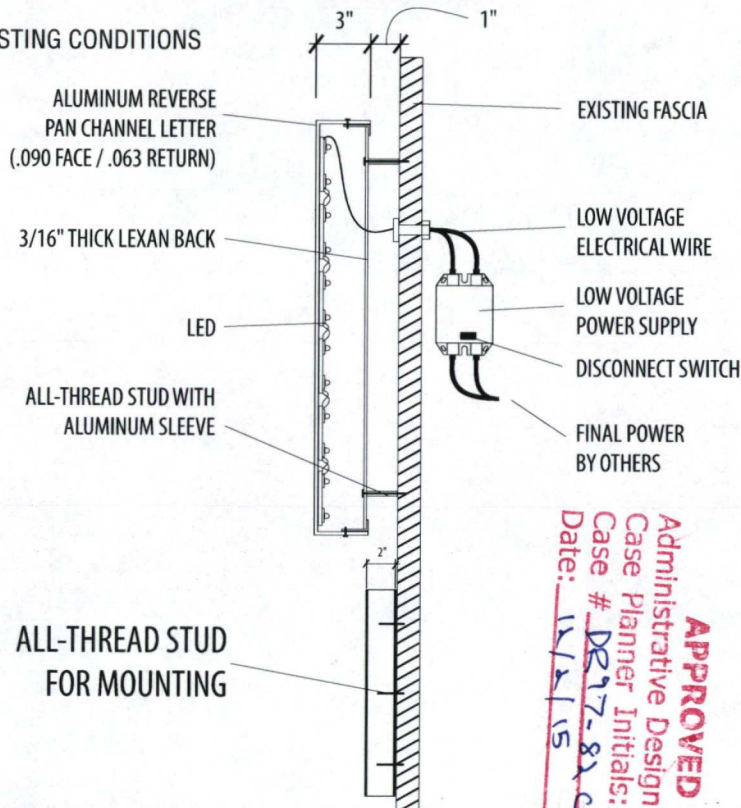 3"
1"
STING CONDITIONS
ALUMINUM REVERSE
PAN CHANNEL LETTER
(.090 FACE / .063 RETURN)
3/16" THICK LEXAN BACK
LED
ALL-THREAD STUD WITH
ALUMINUM SLEEVE
EXISTING FASCIA
LOW VOLTAGE
ELECTRICAL WIRE
LOW VOLTAGE
POWER SUPPLY
DISCONNECT SWITCH
FINAL POWER
BY OTHERS
2"
ALL-THREAD STUD
FOR MOUNTING
APPROVED
Administrative Design
Case Planner Initials:
Case #
Date: